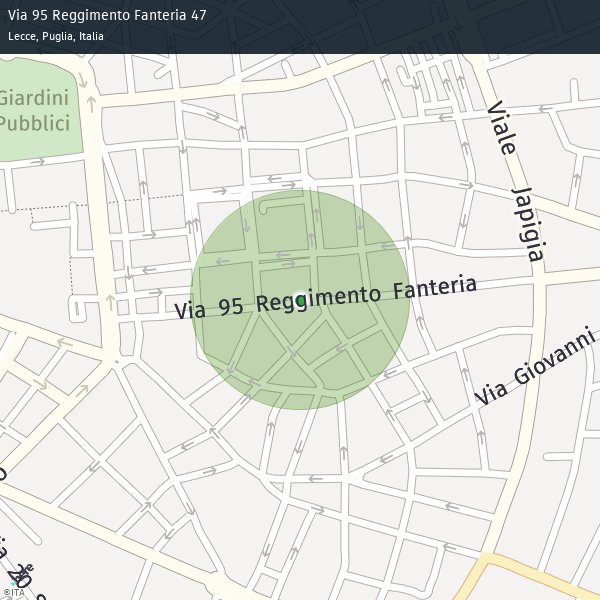 Via 95 Reggimento Fanteria 47
Lecce, Puglia, Italia
Giardini
Pubblici
Viale Japigia
Via 95 Reggimento Fanteria
Via Giovanni
©ITA